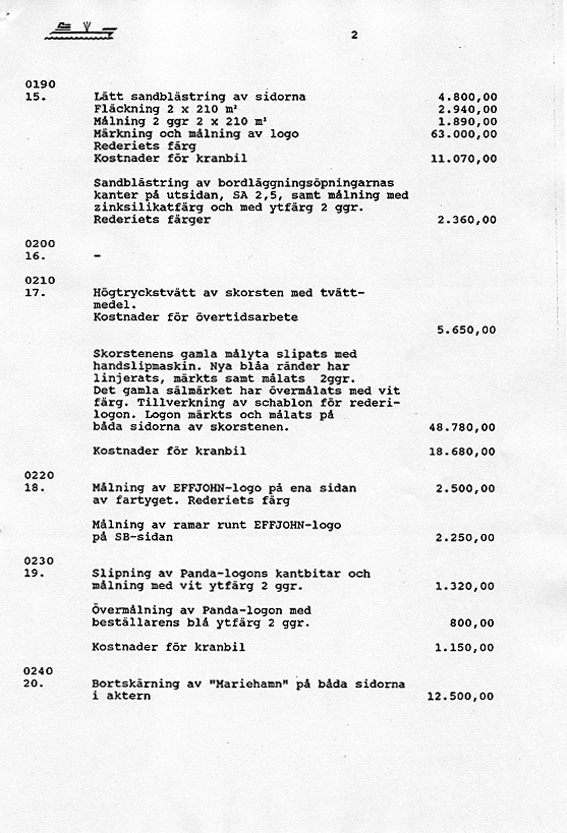 2
0190
15. Lätt sandblästring av sidorna 4.800,00
Fläckning 2 x 210 m² 2.940,00
Målning 2 ggr 2 x 210 m² 1.890,00
Märkning och målning av logo 63.000,00
Rederiets färg
Kostnader för kranbil 11.070,00
Sandblästring av bordläggningsöpningarnas
kanter på utsidan, SA 2,5, samt målning med
zinksilikatfärg och med ytfärg 2 ggr.
Rederiets färger 2.360,00
0200
16. -
0210
17. Högtryckstvätt av skorsten med tvätt-
medel.
Kostnader för övertidsarbete
5.650,00
Skorstenens gamla målyta slipats med
handslipmaskin. Nya blåa ränder har
linjerats, märkts samt målats 2ggr.
Det gamla sälmärket har övermålats med vit
färg. Tillverkning av schablon för rederi-
logon. Logon märkts och målats på
båda sidorna av skorstenen. 48.780,00
Kostnader för kranbil 18.680,00
0220
18. Målning av EFFJOHN-logo på ena sidan 2.500,00
av fartyget. Rederiets färg
Målning av ramar runt EFFJOHN-logo
på SB-sidan 2.250,00
0230
19. Slipning av Panda-logons kantbitar och
målning med vit ytfärg 2 ggr. 1.320,00
Övermålning av Panda-logon med
beställarens blå ytfärg 2 ggr. 800,00
Kostnader för kranbil 1.150,00
0240
20. Bortskärning av "Mariehamn" på båda sidorna
i aktern 12.500,00